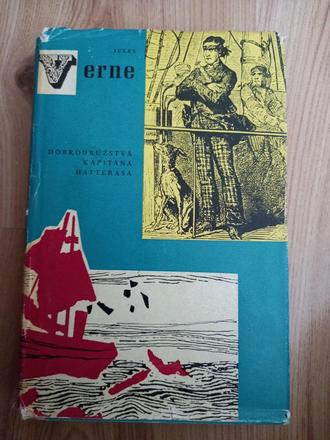 JULES
Verne
DOBRODRUŽSTVÁ
KAPITÁNA
HATTERASA